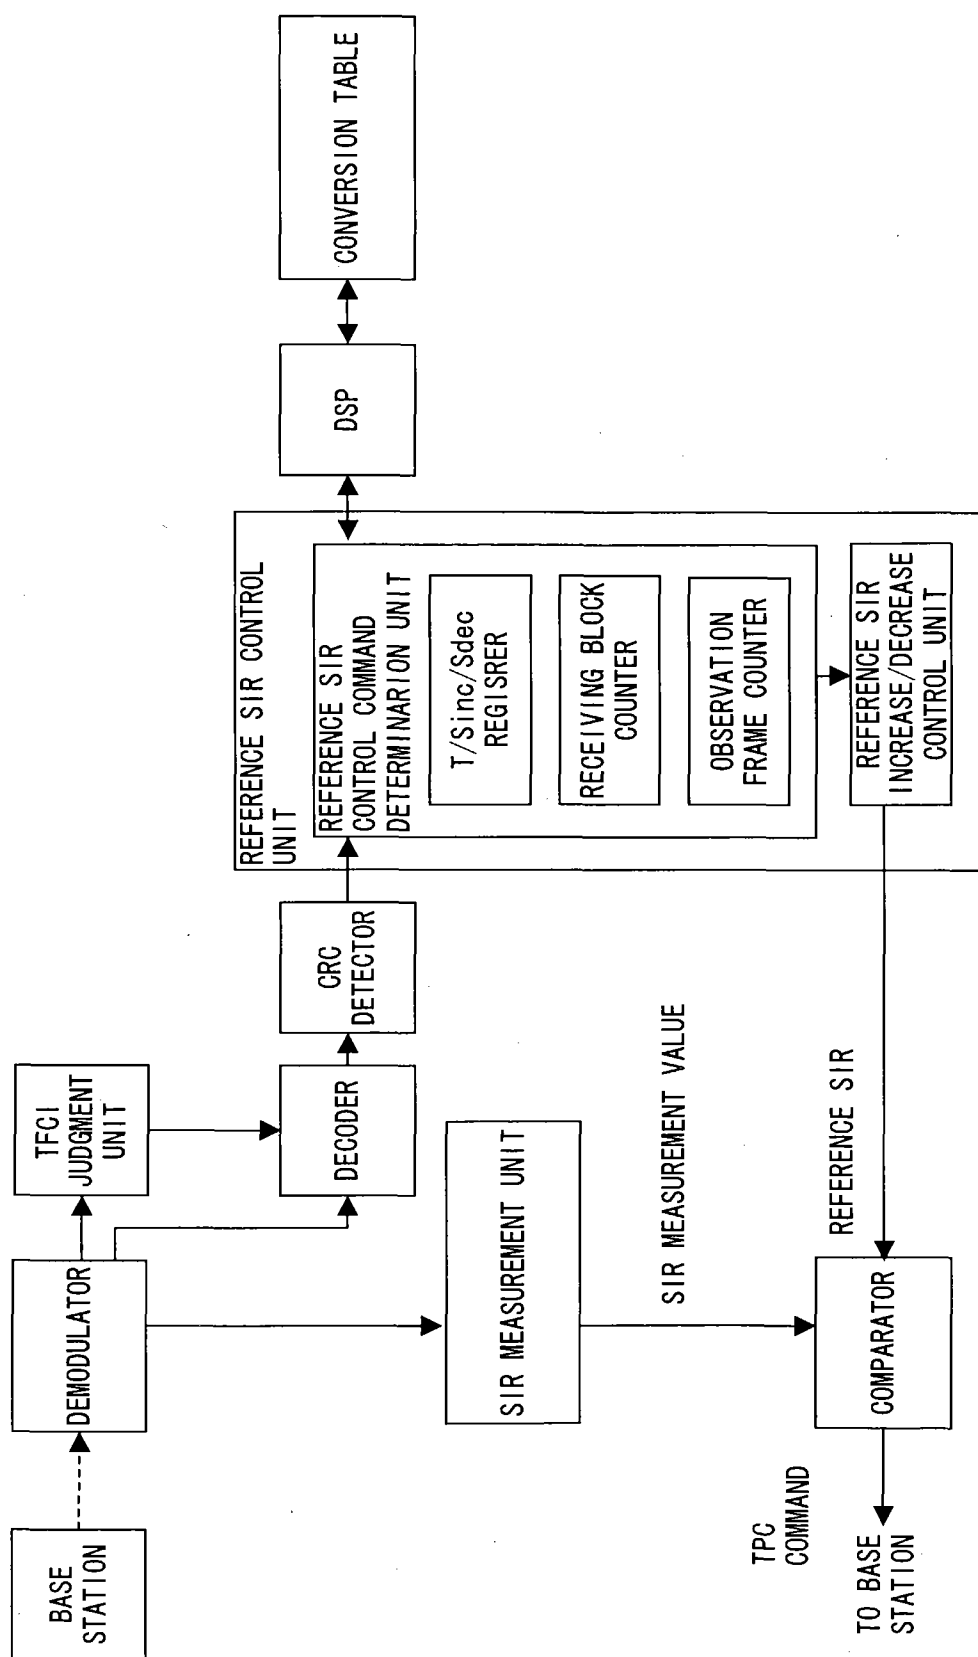 BASE
STATION
DEMODULATOR
TFCI
JUDGMENT
UNIT
DECODER
CRC
DETECTOR
REFERENCE SIR CONTROL
UNIT
REFERENCE SIR
CONTROL COMMAND
DETERMINARION UNIT
T/Sinc/Sdec
REGISRER
RECEIVING BLOCK
COUNTER
OBSERVATION
FRAME COUNTER
DSP
CONVERSION TABLE
REFERENCE SIR
INCREASE/DECREASE
CONTROL UNIT
SIR MEASUREMENT UNIT
SIR MEASUREMENT VALUE
REFERENCE SIR
COMPARATOR
TPC
COMMAND
TO BASE
STATION